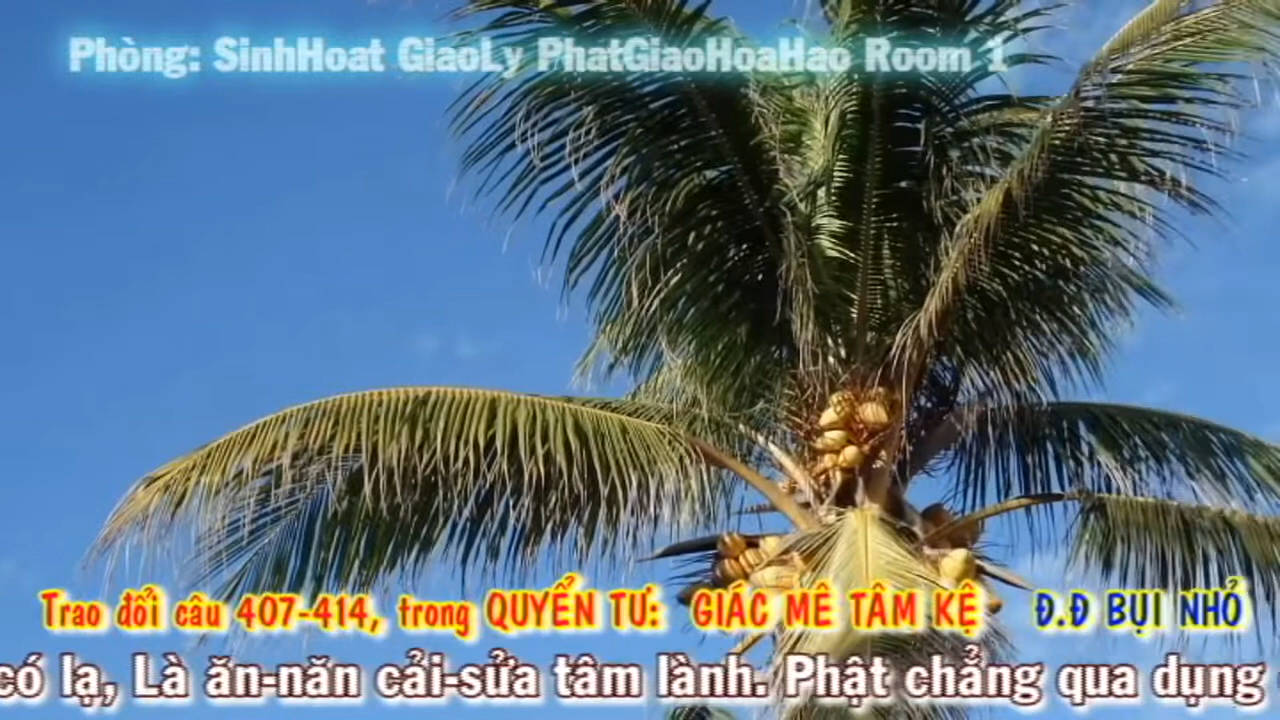 Phòng: SinhHoat GiaoLy PhatGiaoHoaHao Room 1
Trao đổi câu 407-414, trong QUYỂN TƯ: GIÁC MÊ TÂM KỆ Đ.Đ BỤI NHỎ
có lạ, Là ăn-năn cải-sửa tâm lành. Phật chẳng qua dụng